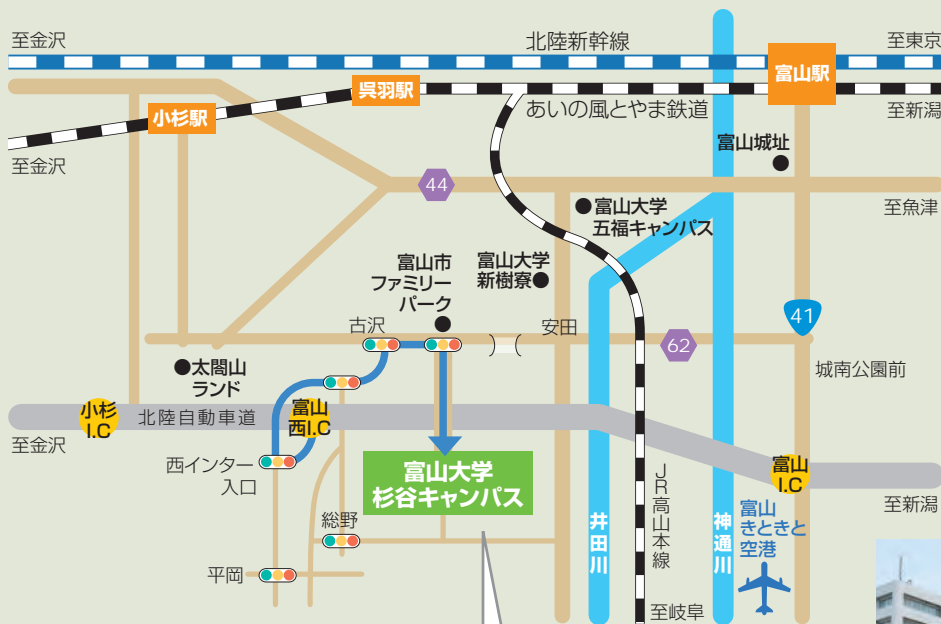 至金沢
北陸新幹線
至東京
富山駅
呉羽駅
小杉駅
あいの風とやま鉄道
至新潟
至金沢
富山城址
44
至魚津
富山大学
五福キャンパス
富山市
ファミリー
パーク
富山大学
新樹寮
古沢
安田
62
41
城南公園前
太閤山
ランド
小杉
I.C
北陸自動車道
富山
西I.C
至金沢
西インター
入口
富山大学
杉谷キャンパス
富山
I.C
至新潟
JR高山本線
井田川
神通川
富山
きときと
空港
総野
平岡
至岐阜